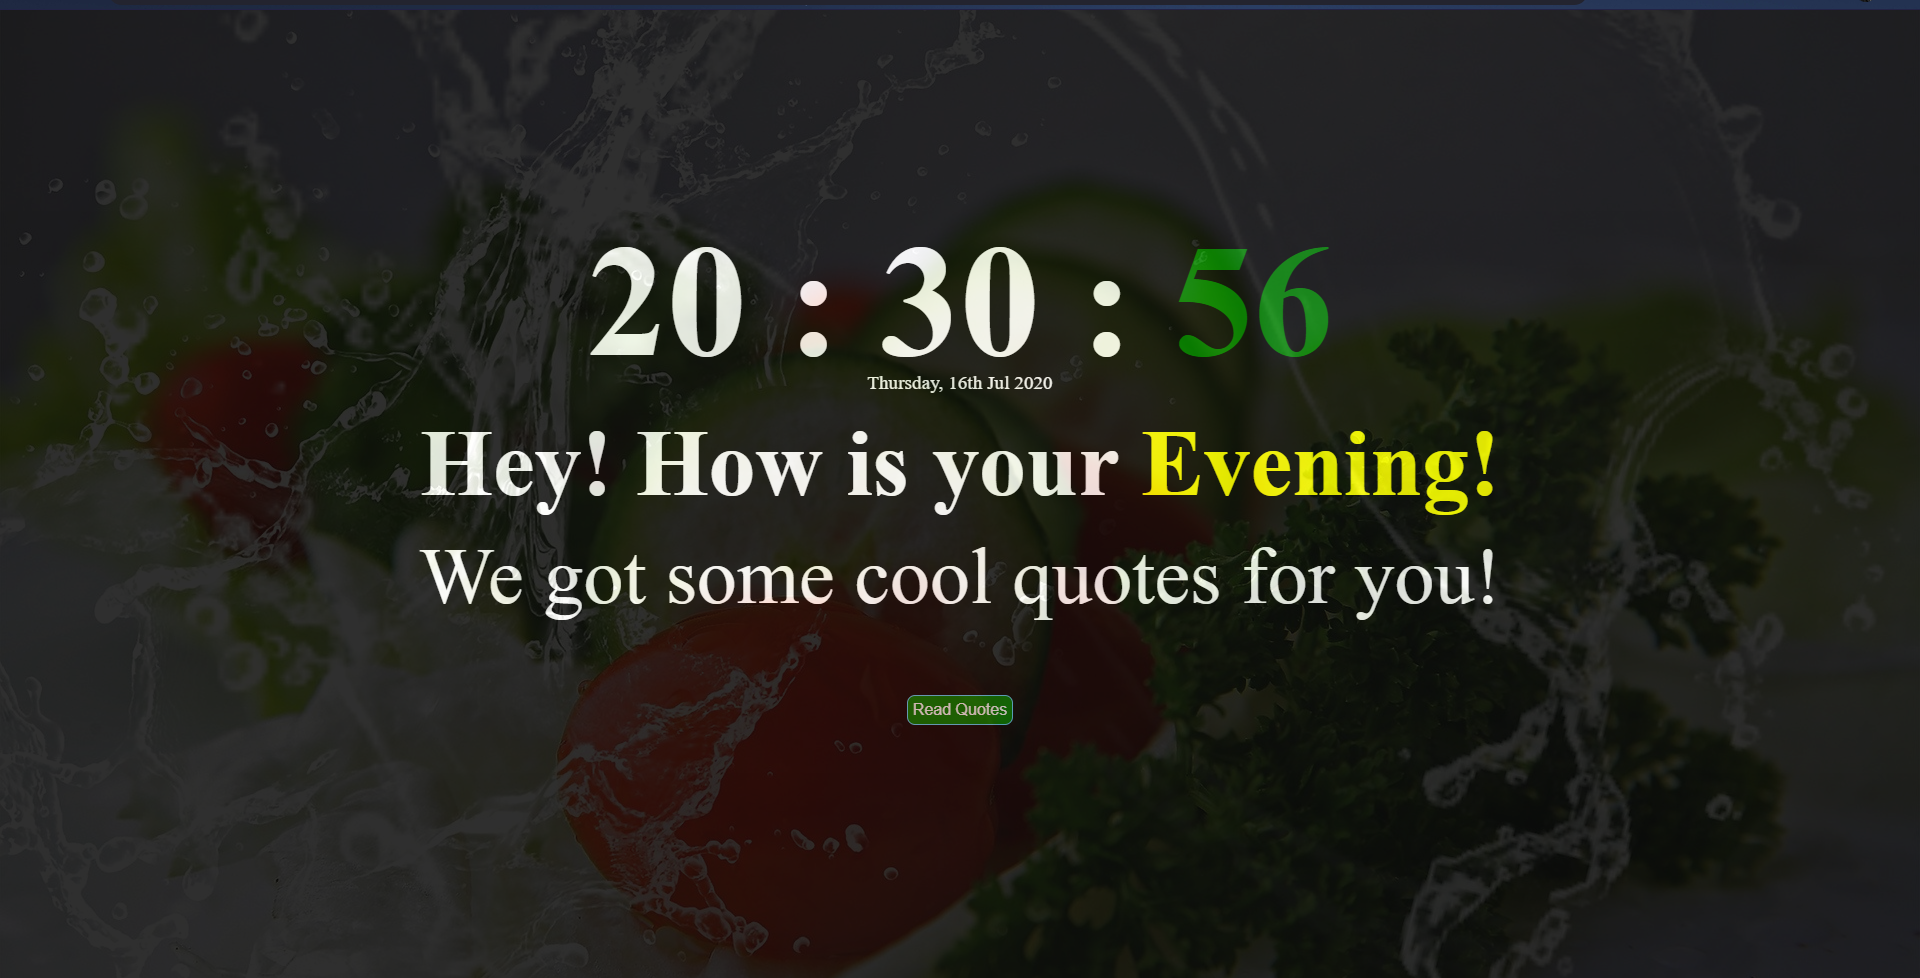 20 : 30 : 56
Thursday, 16th Jul 2020
Hey! How is your Evening!
We got some cool quotes for you!
Read Quotes